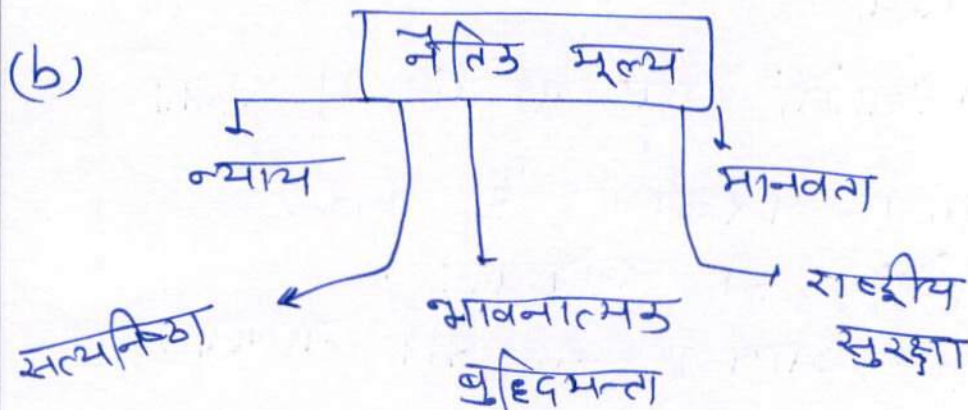 (b)
नैतिक मूल्य
न्याय
मानवता
सत्यनिष्ठा
भावनात्मक
बुद्धिमत्ता
राष्ट्रीय
सुरक्षा